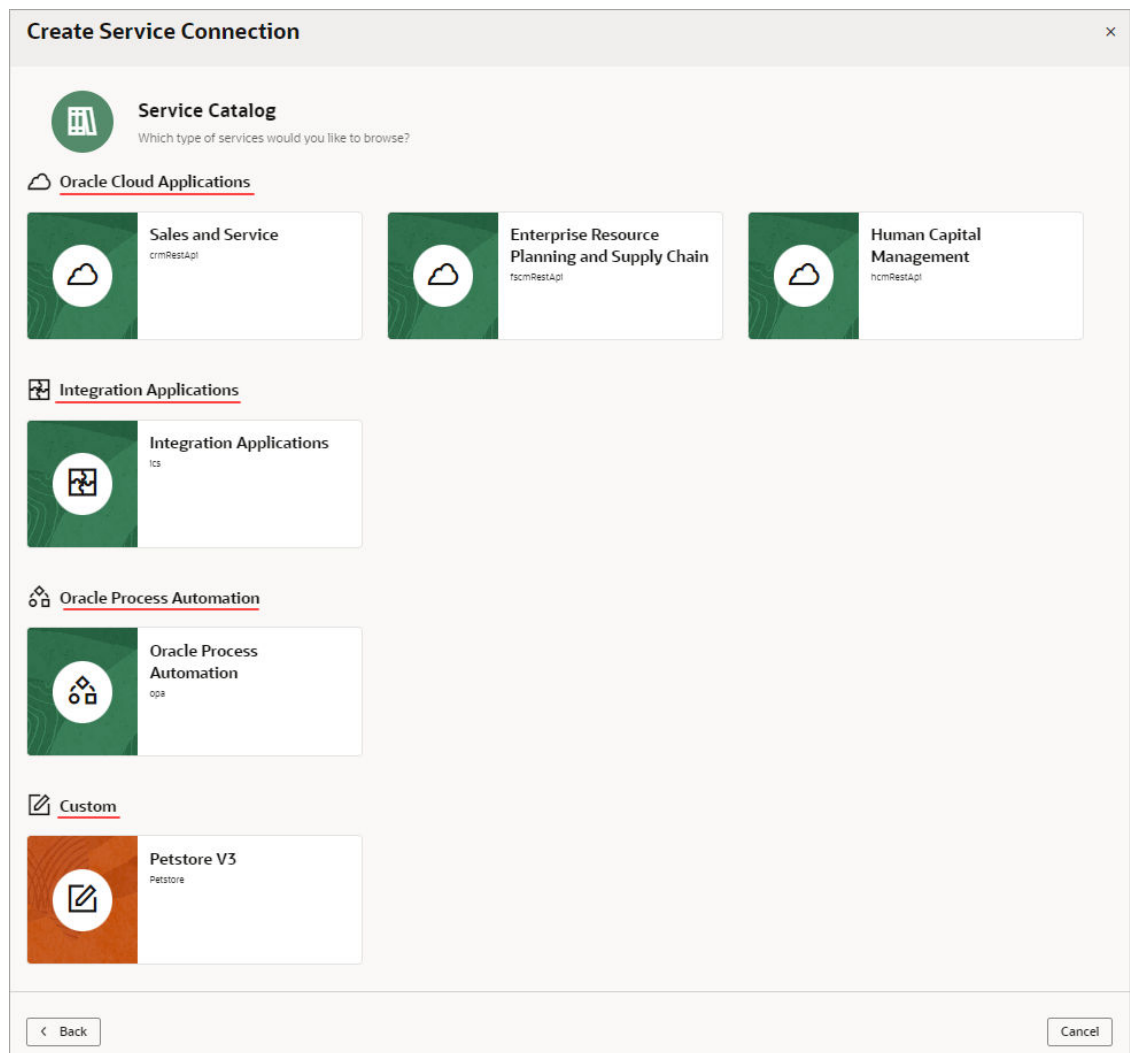 Create Service Connection
×
Service Catalog
Which type of services would you like to browse?
Oracle Cloud Applications
Sales and Service
crmRestApi
Enterprise Resource
Planning and Supply Chain
fscmRestApi
Human Capital
Management
hcmRestApi
Integration Applications
Integration Applications
ics
Oracle Process Automation
Oracle Process
Automation
opa
Custom
Petstore V3
Petstore
< Back
Cancel